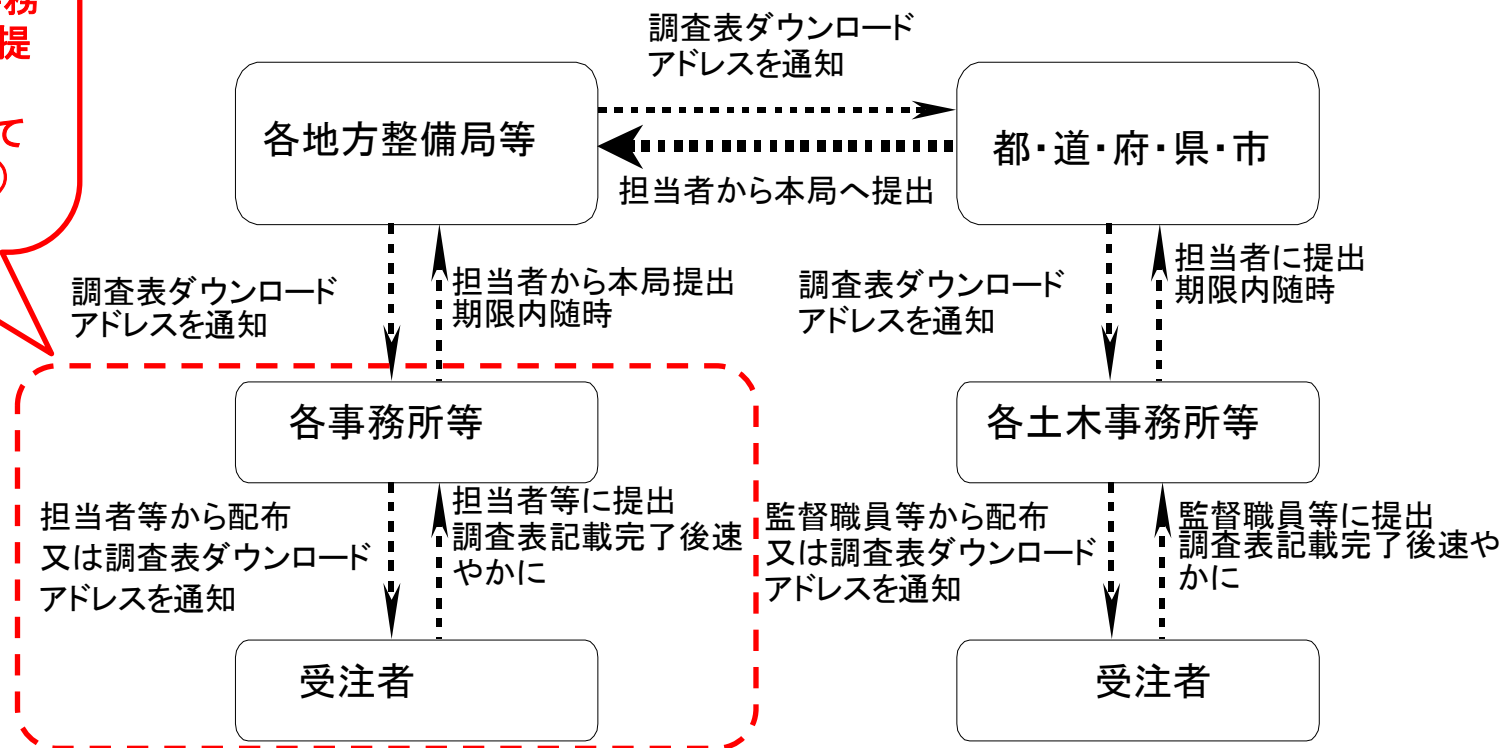 務
提
て
)
調査表ダウンロード
アドレスを通知
各地方整備局等
都・道・府・県・市
担当者から本局へ提出
調査表ダウンロード
アドレスを通知
担当者から本局提出
期限内随時
調査表ダウンロード
アドレスを通知
担当者に提出
期限内随時
各事務所等
各土木事務所等
担当者等から配布
又は調査表ダウンロード
アドレスを通知
担当者等に提出
調査表記載完了後速
やかに
監督職員等から配布
又は調査表ダウンロード
アドレスを通知
監督職員等に提出
調査表記載完了後速や
かに
受注者
受注者